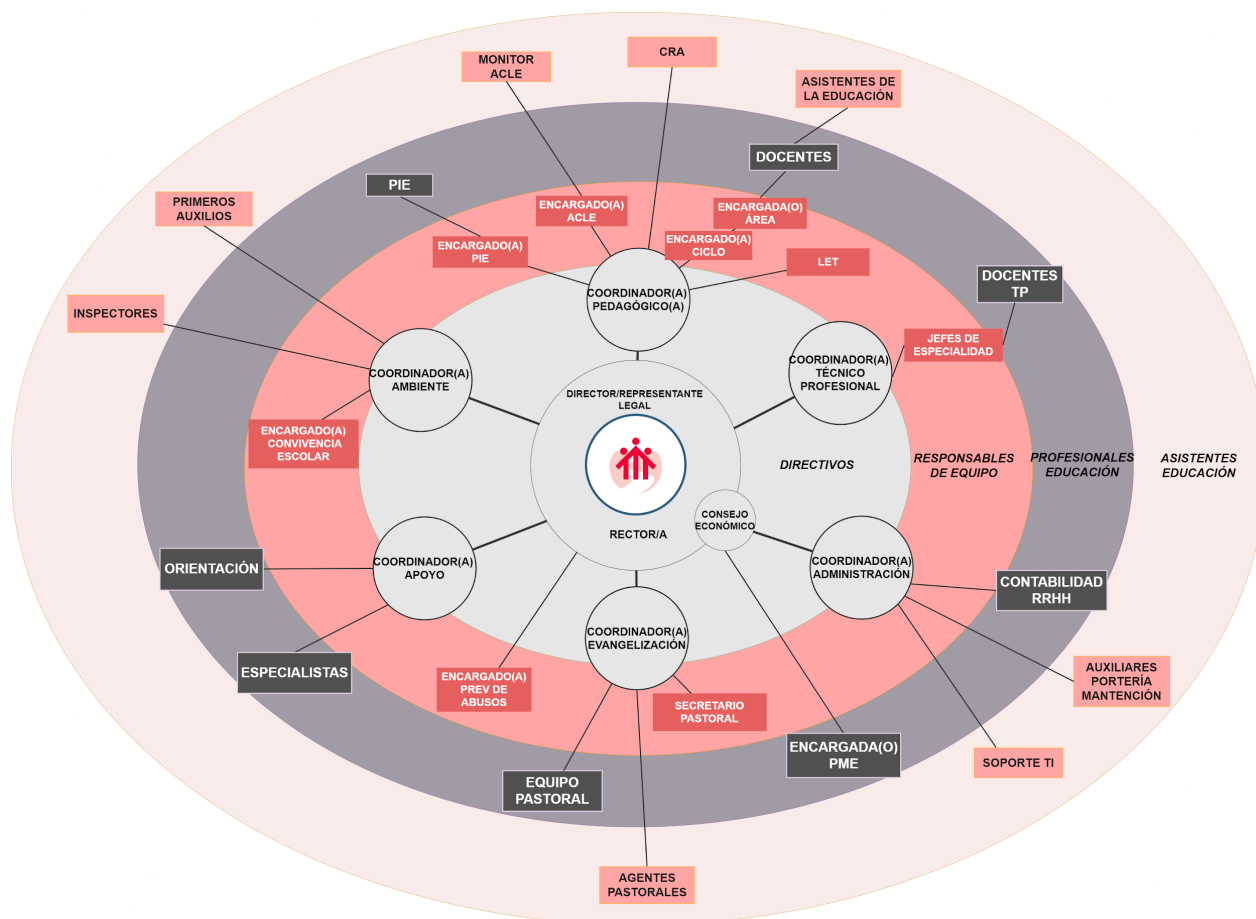 CRA
MONITOR
ACLE
ASISTENTES DE
LA EDUCACIÓN
DOCENTES
PIE
PRIMEROS
AUXILIOS
ENCARGADO(A)
ACLE
ENCARGADA(O)
ÁREA
ENCARGADO(A)
PIE
ENCARGADO(A)
CICLO
LET
DOCENTES
TP
COORDINADOR(A)
PEDAGÓGICO(A)
INSPECTORES
JEFES DE
ESPECIALIDAD
COORDINADOR(A)
AMBIENTE
COORDINADOR(A)
TÉCNICO
PROFESIONAL
DIRECTOR/REPRESENTANTE
LEGAL
ENCARGADO(A)
CONVIVENCIA
ESCOLAR
DIRECTIVOS
RESPONSABLES
DE EQUIPO
PROFESIONALES
EDUCACIÓN
ASISTENTES
EDUCACIÓN
CONSEJO
ECONÓMICO
RECTOR/A
ORIENTACIÓN
COORDINADOR(A)
APOYO
COORDINADOR(A)
ADMINISTRACIÓN
CONTABILIDAD
RRHH
COORDINADOR(A)
EVANGELIZACIÓN
ESPECIALISTAS
ENCARGADO(A)
PREV DE
ABUSOS
SECRETARIO
PASTORAL
AUXILIARES
PORTERÍA
MANTENCIÓN
ENCARGADA(O)
PME
SOPORTE TI
EQUIPO
PASTORAL
AGENTES
PASTORALES